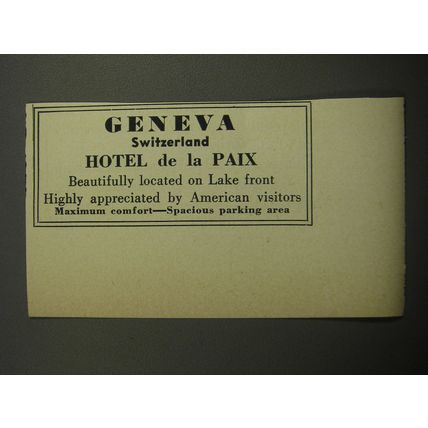 GENEVA
Switzerland
HOTEL de la PAIX
Beautifully located on Lake front
Highly appreciated by American visitors
Maximum comfort—Spacious parking area